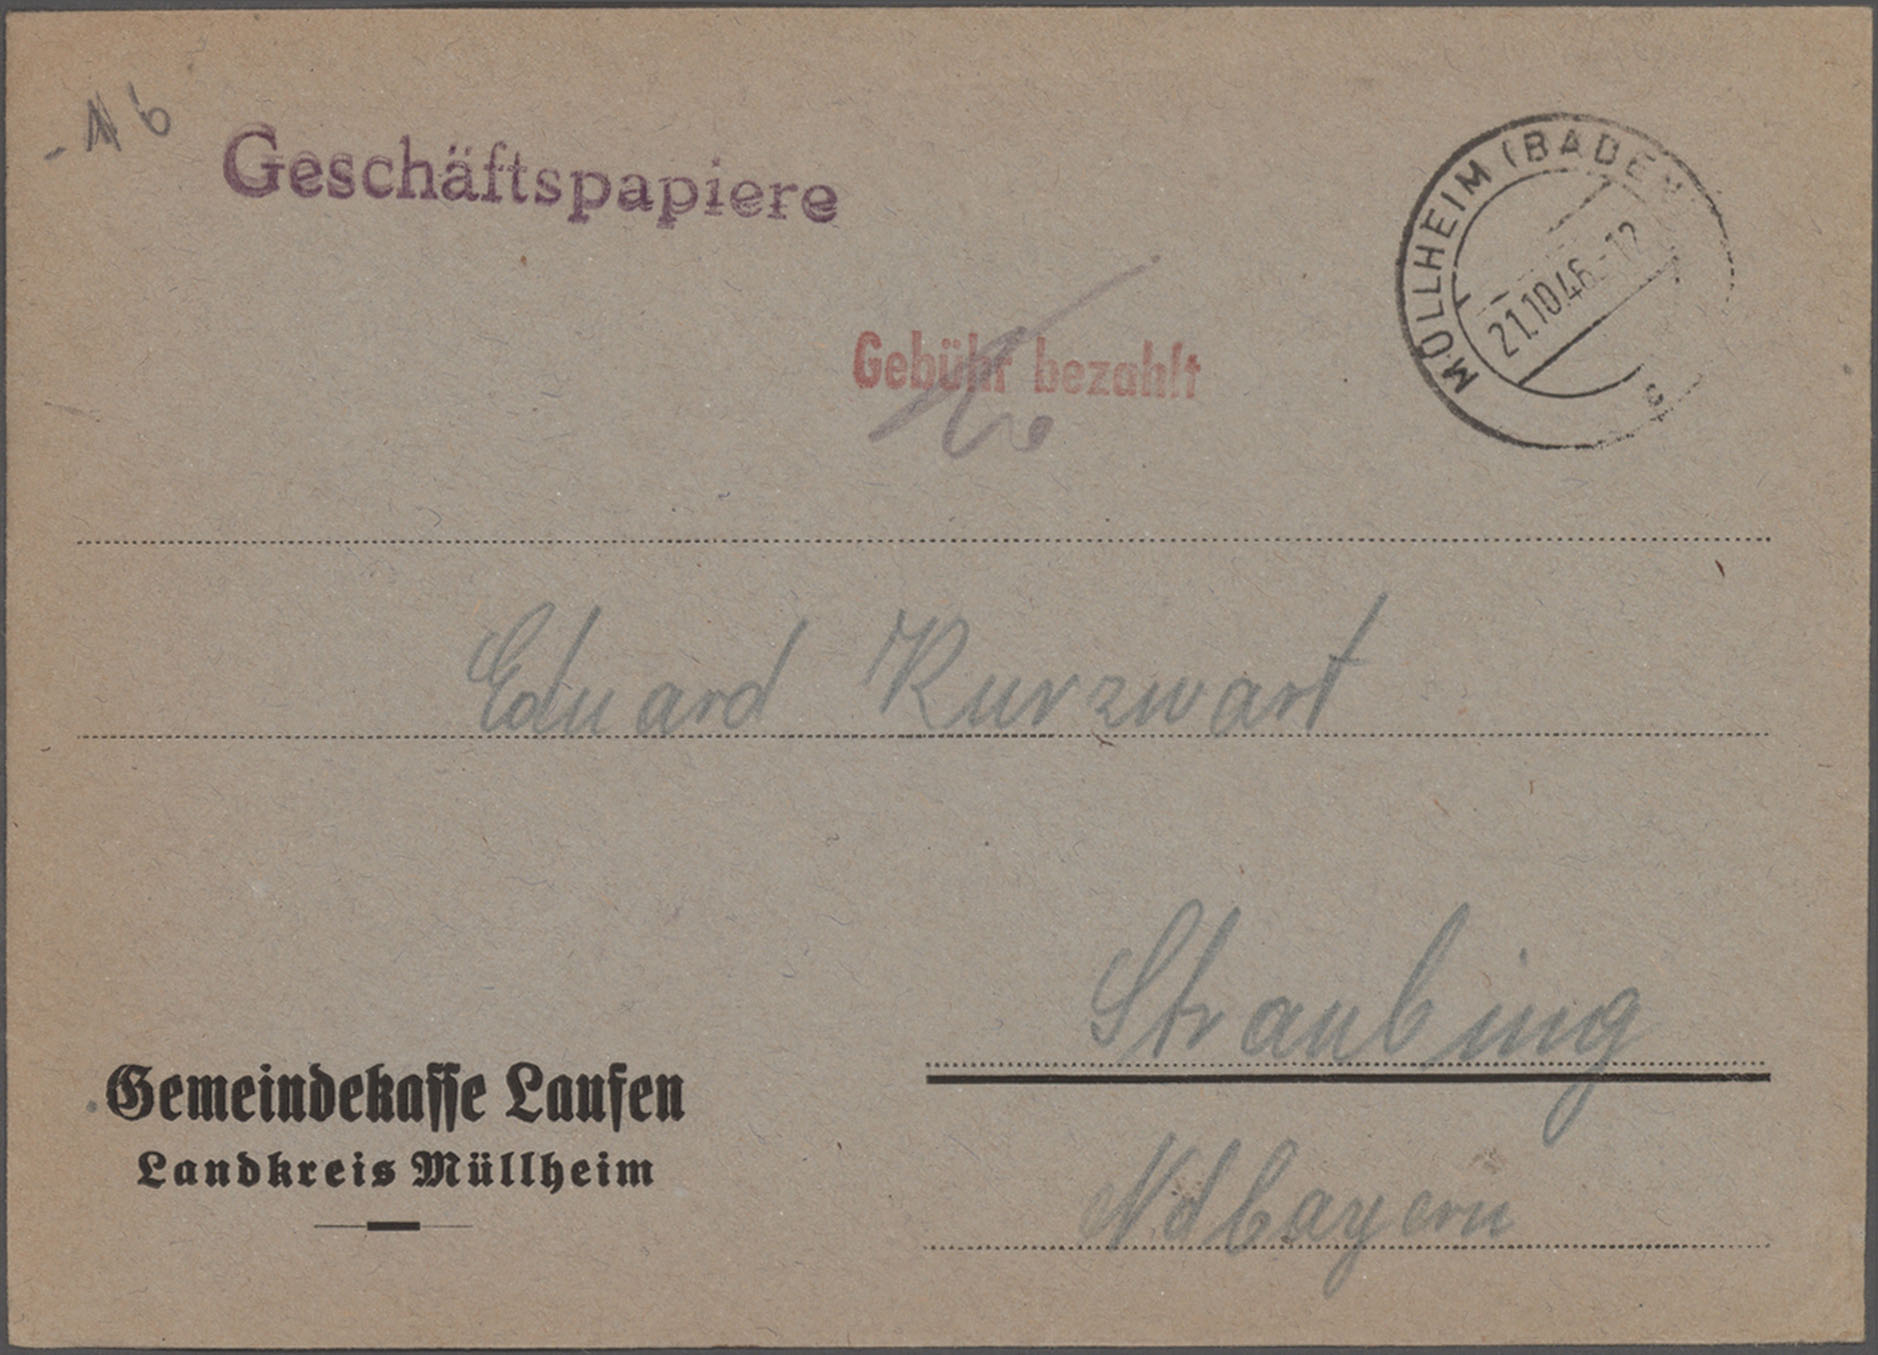 Geschäftspapiere
MÜLLHEIM (BADEN
21.10.46.-12
c
Gebühr bezahlt
Eduard Kurzwart
Straubing
Ndbayern
Gemeindekasse Laufen
Landkreis Müllheim